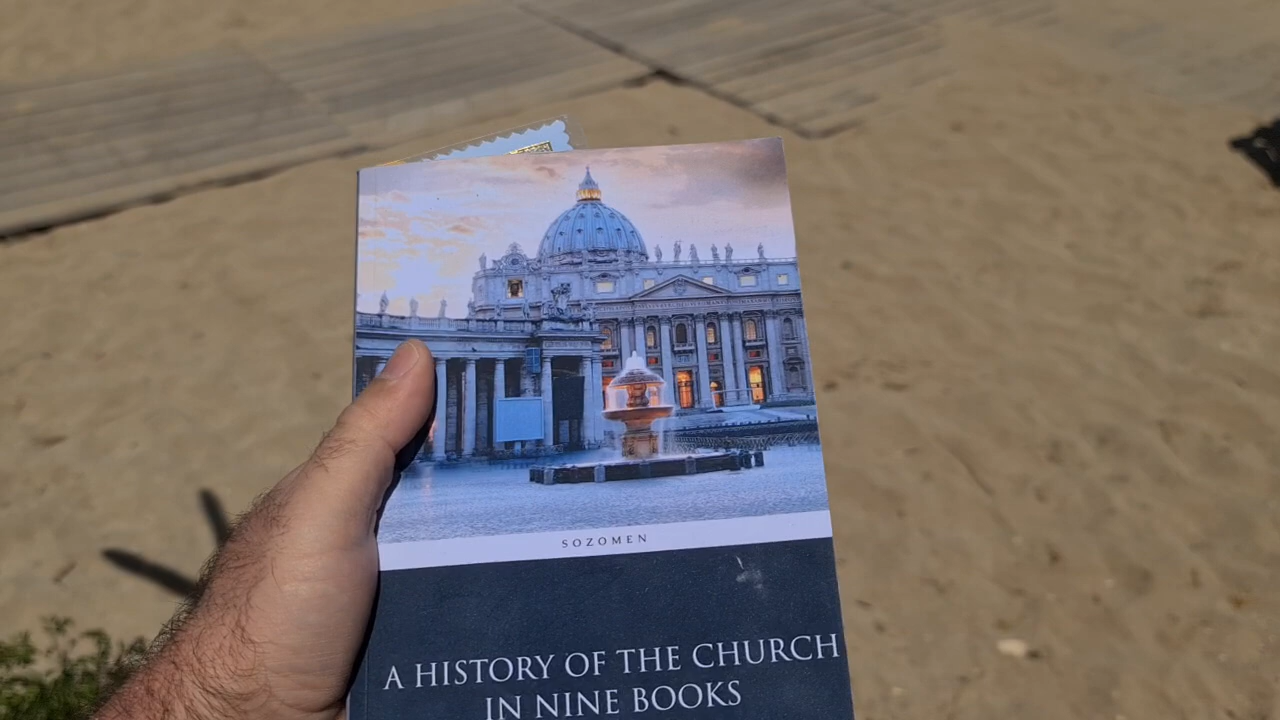 SOZOMEN
A HISTORY OF THE CHURCH
IN NINE BOOKS